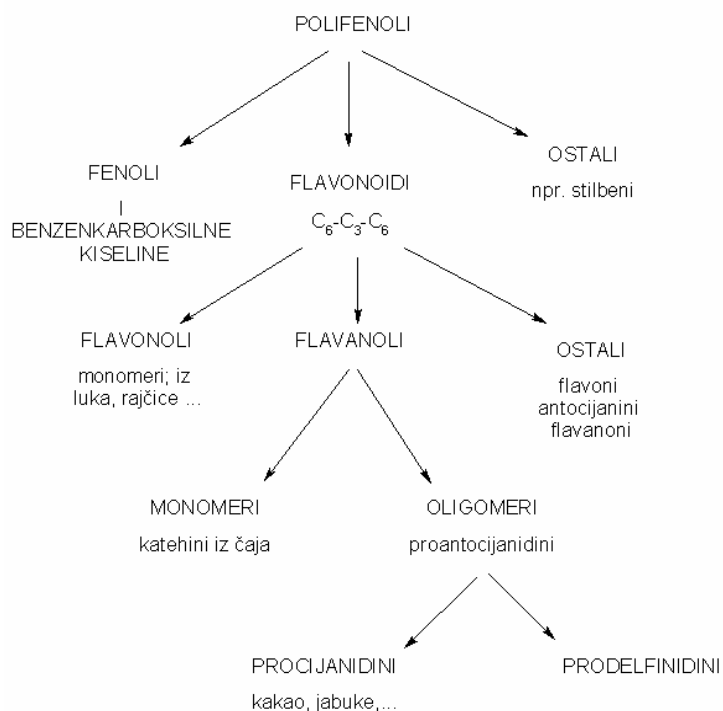 POLIFENOLI
FENOLI
I
BENZENKARBOKSILNE
KISELINE
FLAVONOIDI
C₆-C₃-C₆
OSTALI
npr. stilbeni
FLAVONOLI
monomeri; iz
luka, rajčice ...
FLAVANOLI
OSTALI
flavoni
antocijanini
flavanoni
MONOMERI
katehini iz čaja
OLIGOMERI
proantocijanidini
PROCIJANIDINI
kakao, jabuke,...
PRODELFINIDINI